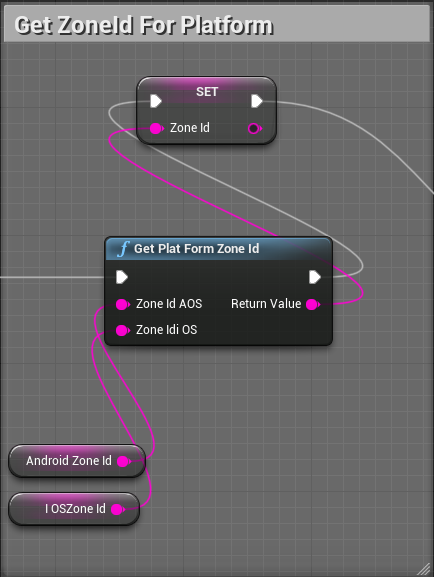 Get ZoneId For Platform
SET
Zone Id
f Get Plat Form Zone Id
Zone Id AOS Return Value
Zone Idi OS
Android Zone Id
I OSZone Id